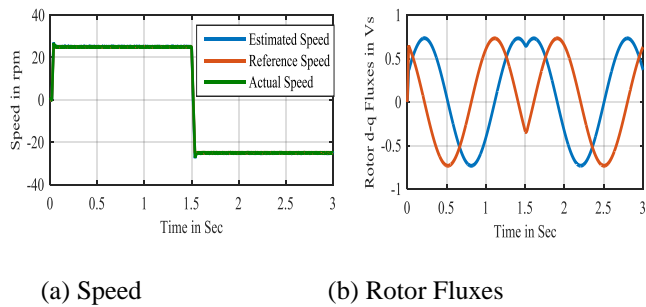 40
20
0
-20
-40
Speed in rpm
0 0.5 1 1.5 2 2.5 3
Time in Sec
Estimated Speed
Reference Speed
Actual Speed
1
0.5
0
-0.5
-1
Rotor d-q Fluxes in Vs
0 0.5 1 1.5 2 2.5 3
Time in Sec
(a) Speed (b) Rotor Fluxes